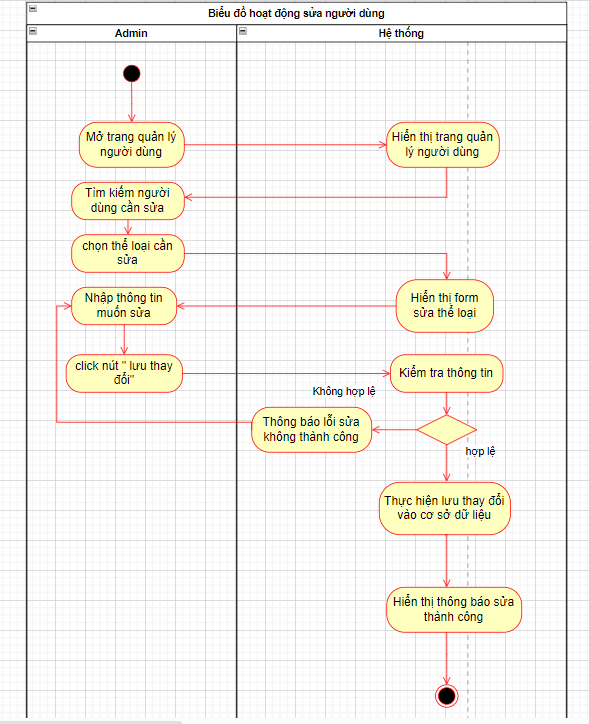 Biểu đồ hoạt động sửa người dùng
Admin
Hệ thống
Mở trang quản lý
người dùng
Hiển thị trang quản
lý người dùng
Tìm kiếm người
dùng cần sửa
chọn thể loại cần
sửa
Hiển thị form
sửa thể loại
Nhập thông tin
muốn sửa
click nút " lưu thay
đổi"
Kiểm tra thông tin
Không hợp lệ
Thông báo lỗi sửa
không thành công
hợp lệ
Thực hiện lưu thay đổi
vào cơ sở dữ liệu
Hiển thị thông báo sửa
thành công